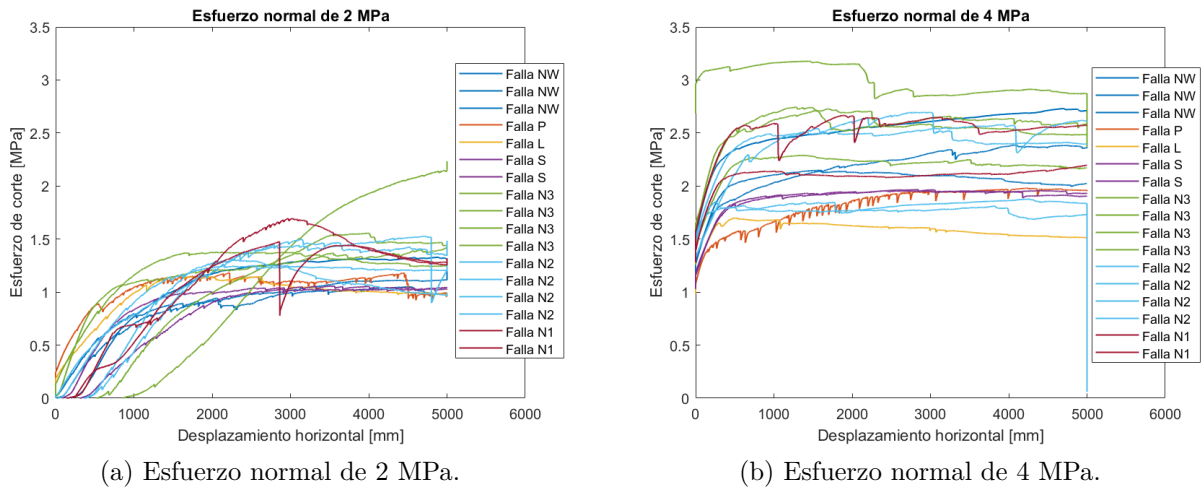 Esfuerzo normal de 2 MPa
3.5
3
2.5
2
1.5
1
0.5
0
0
1000
2000
3000
4000
5000
6000
Esfuerzo de corte [MPa]
Desplazamiento horizontal [mm]
Falla NW
Falla NW
Falla NW
Falla P
Falla L
Falla S
Falla S
Falla N3
Falla N3
Falla N3
Falla N3
Falla N2
Falla N2
Falla N2
Falla N2
Falla N1
Falla N1
(a) Esfuerzo normal de 2 MPa.
Esfuerzo normal de 4 MPa
3.5
3
2.5
2
1.5
1
0.5
0
0
1000
2000
3000
4000
5000
6000
Esfuerzo de corte [MPa]
Desplazamiento horizontal [mm]
Falla NW
Falla NW
Falla NW
Falla P
Falla L
Falla S
Falla S
Falla N3
Falla N3
Falla N3
Falla N3
Falla N2
Falla N2
Falla N2
Falla N2
Falla N1
Falla N1
(b) Esfuerzo normal de 4 MPa.